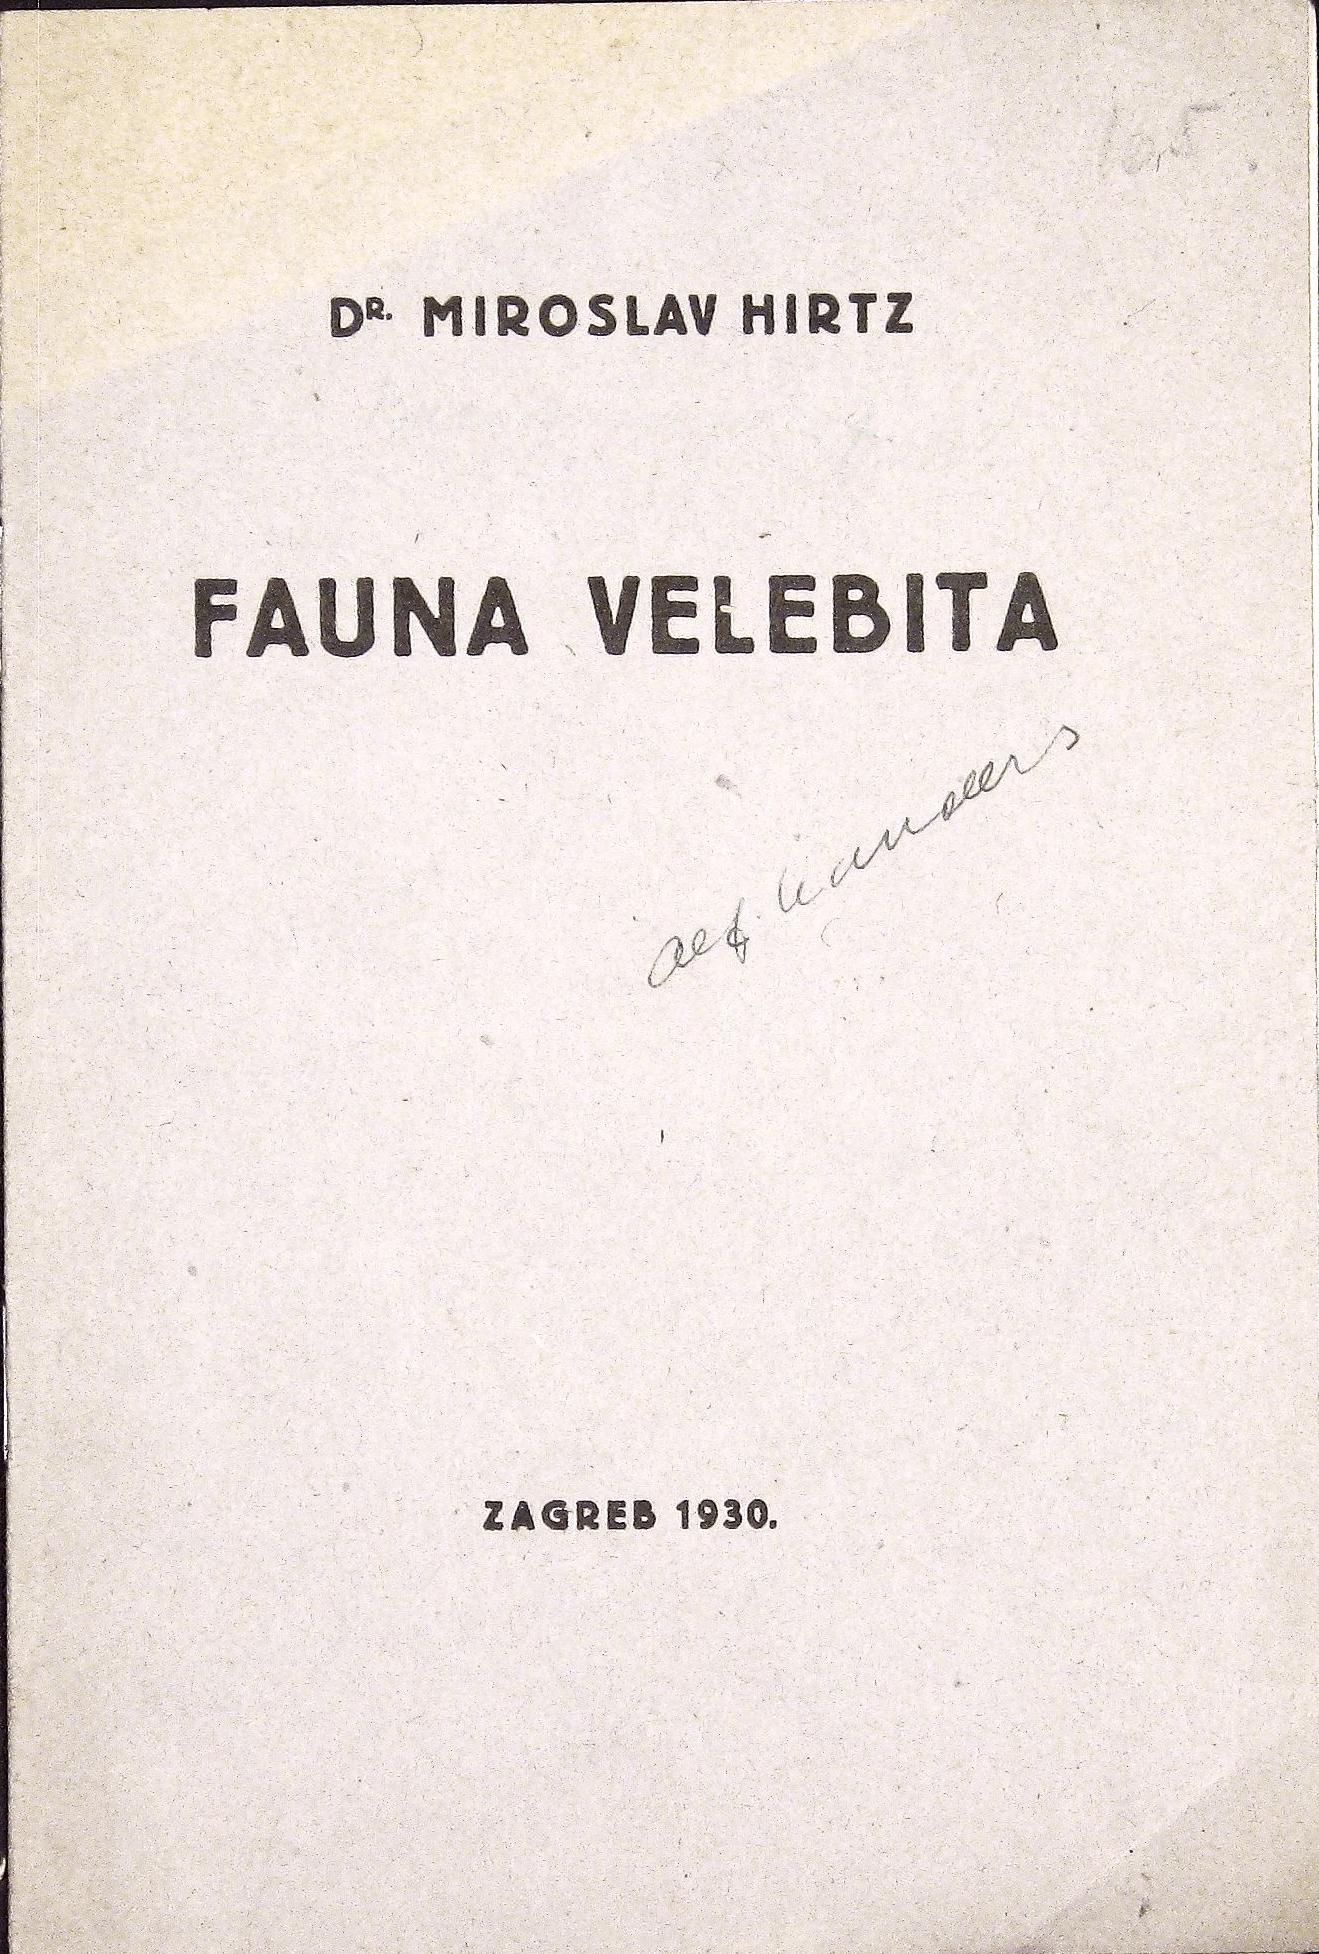 DR. MIROSLAV HIRTZ
FAUNA VELEBITA
ZAGREB 1930.